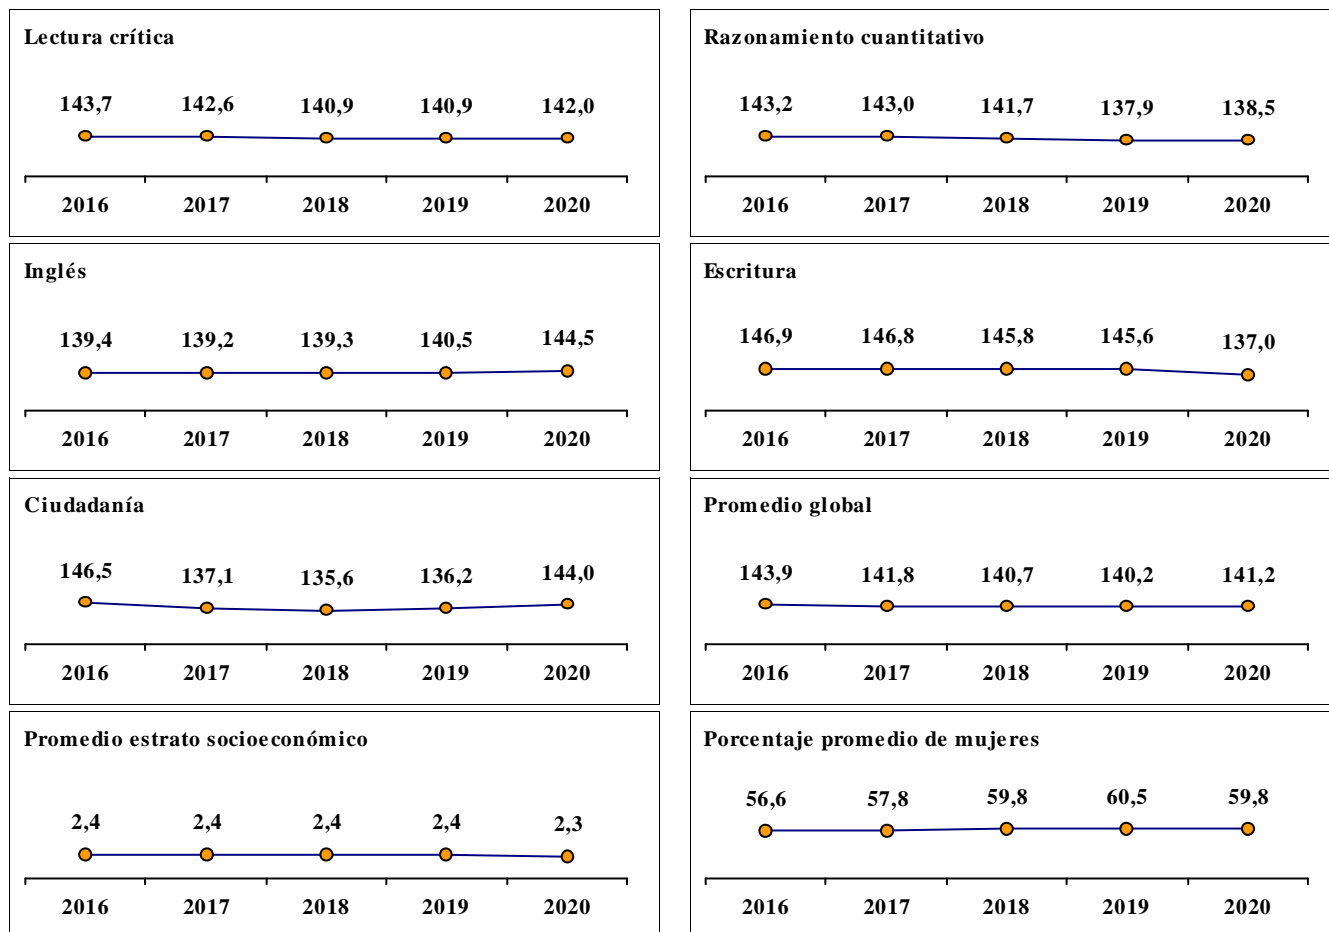 Lectura crítica
143,7 142,6 140,9 140,9 142,0
2016 2017 2018 2019 2020
Razonamiento cuantitativo
143,2 143,0 141,7 137,9 138,5
2016 2017 2018 2019 2020
Inglés
139,4 139,2 139,3 140,5 144,5
2016 2017 2018 2019 2020
Escritura
146,9 146,8 145,8 145,6 137,0
2016 2017 2018 2019 2020
Ciudadanía
146,5 137,1 135,6 136,2 144,0
2016 2017 2018 2019 2020
Promedio global
143,9 141,8 140,7 140,2 141,2
2016 2017 2018 2019 2020
Promedio estrato socioeconómico
2,4 2,4 2,4 2,4 2,3
2016 2017 2018 2019 2020
Porcentaje promedio de mujeres
56,6 57,8 59,8 60,5 59,8
2016 2017 2018 2019 2020